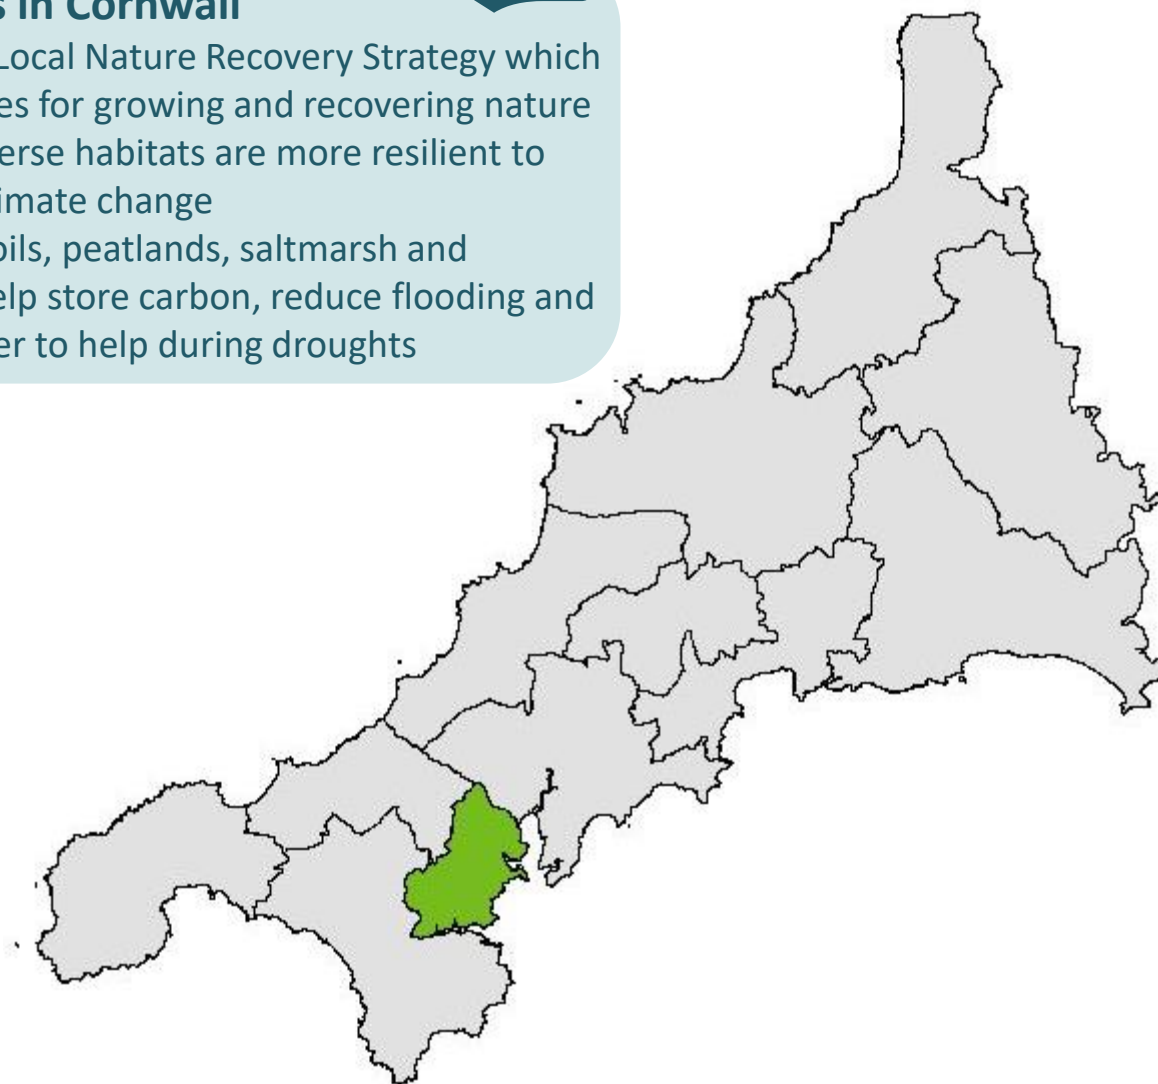 s in Cornwall
Local Nature Recovery Strategy which
es for growing and recovering nature
erse habitats are more resilient to
imate change
oils, peatlands, saltmarsh and
elp store carbon, reduce flooding and
er to help during droughts